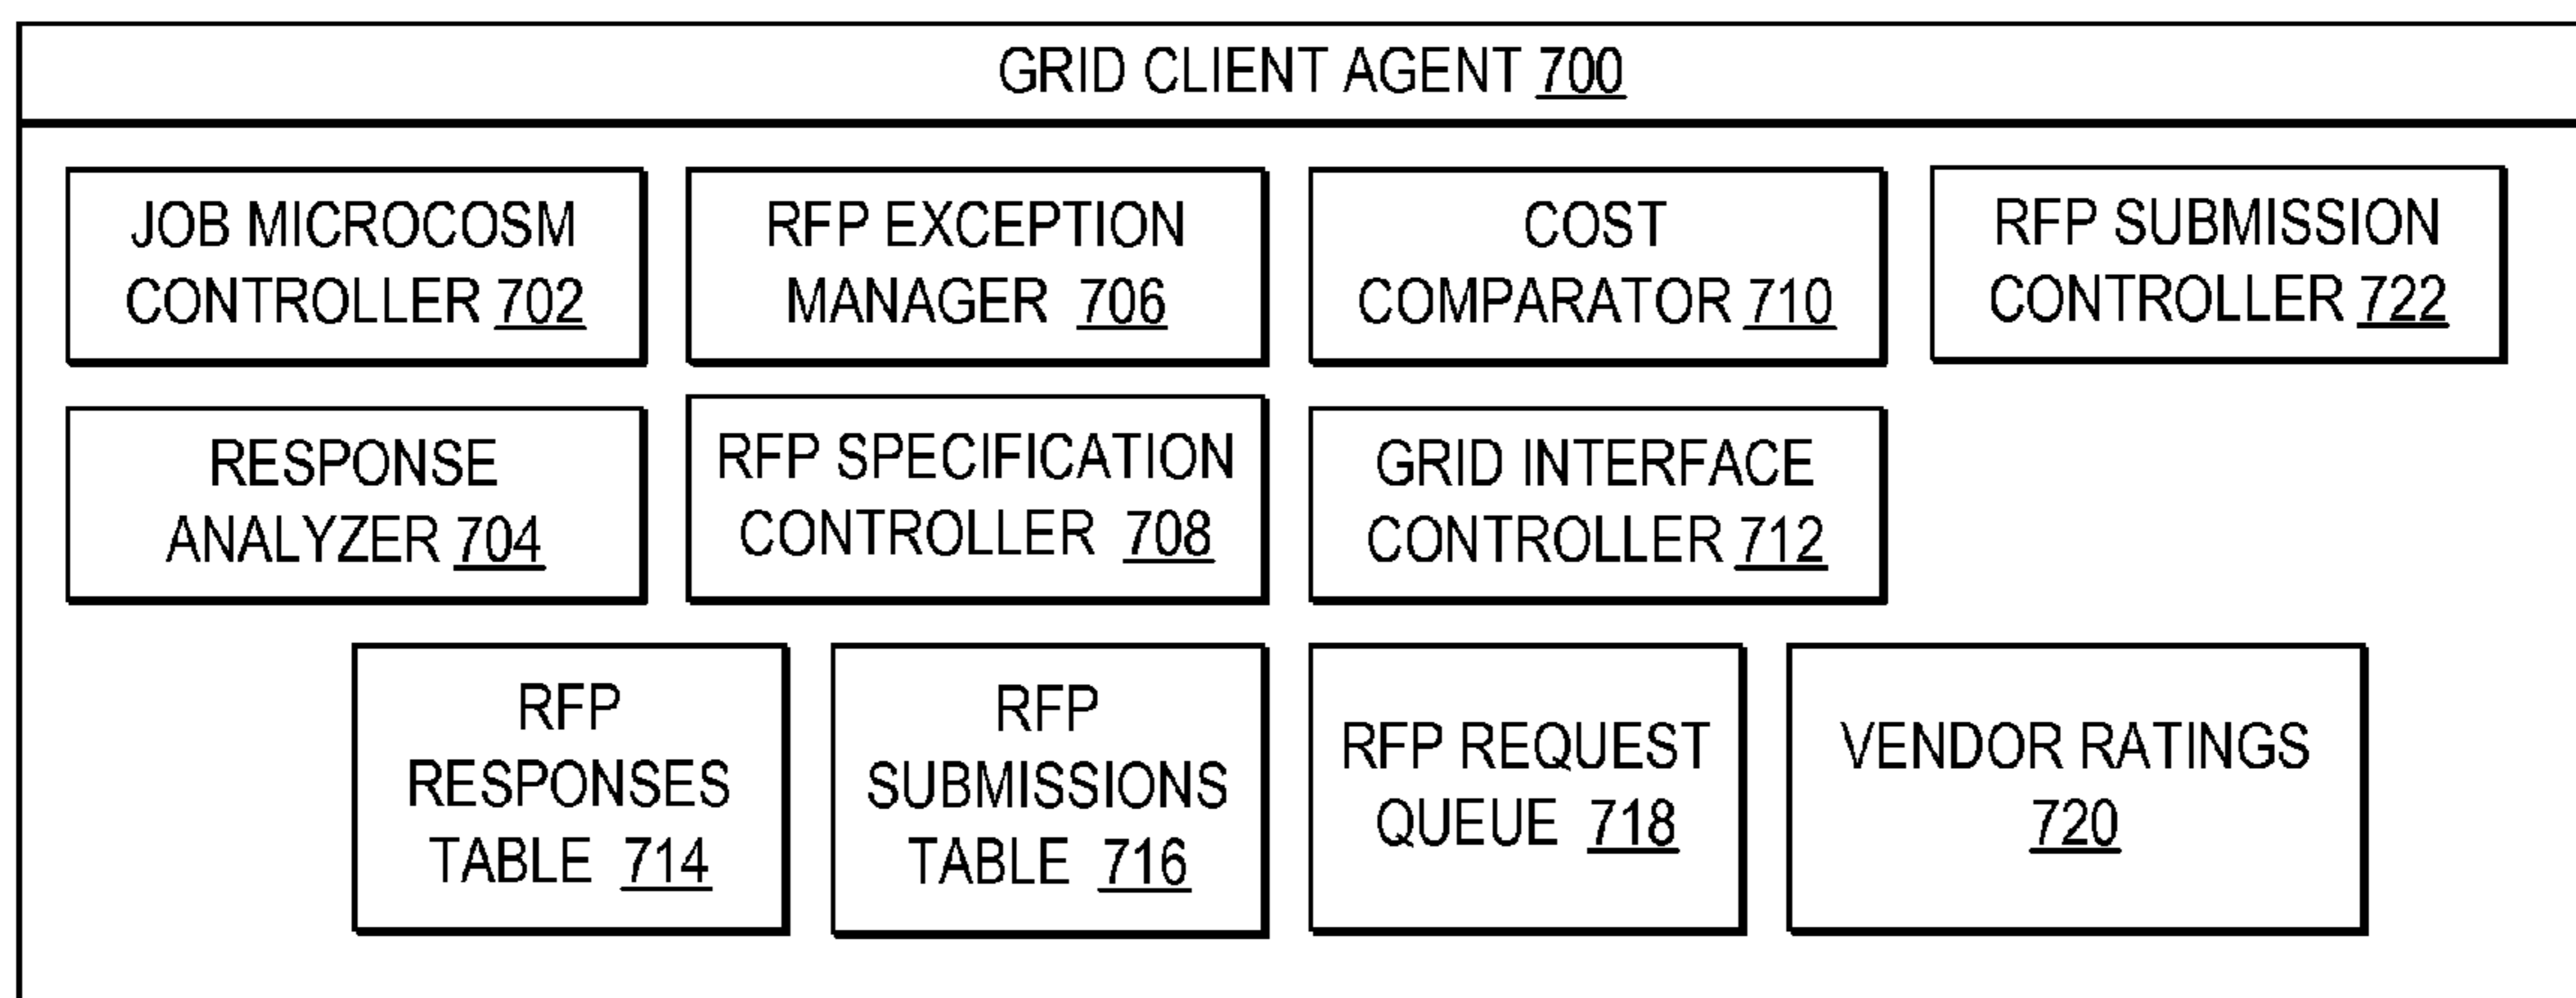 GRID CLIENT AGENT 700
JOB MICROCOSM
CONTROLLER 702
RFP EXCEPTION
MANAGER 706
COST
COMPARATOR 710
RFP SUBMISSION
CONTROLLER 722
RESPONSE
ANALYZER 704
RFP SPECIFICATION
CONTROLLER 708
GRID INTERFACE
CONTROLLER 712
RFP
RESPONSES
TABLE 714
RFP
SUBMISSIONS
TABLE 716
RFP REQUEST
QUEUE 718
VENDOR RATINGS
720